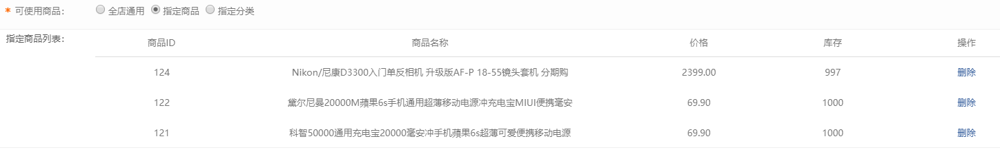 * 可使用商品： 全店通用 指定商品 指定分类
指定商品列表：
商品ID 商品名称 价格 库存 操作
124 Nikon/尼康D3300入门单反相机 升级版AF-P 18-55镜头套机 分期购 2399.00 997 删除
122 黛尔尼曼20000M蘋果6s手机通用超薄移动电源冲充电宝MIUI便携毫安 69.90 1000 删除
121 科智50000通用充电宝20000毫安冲手机蘋果6s超薄可爱便携移动电源 69.90 1000 删除